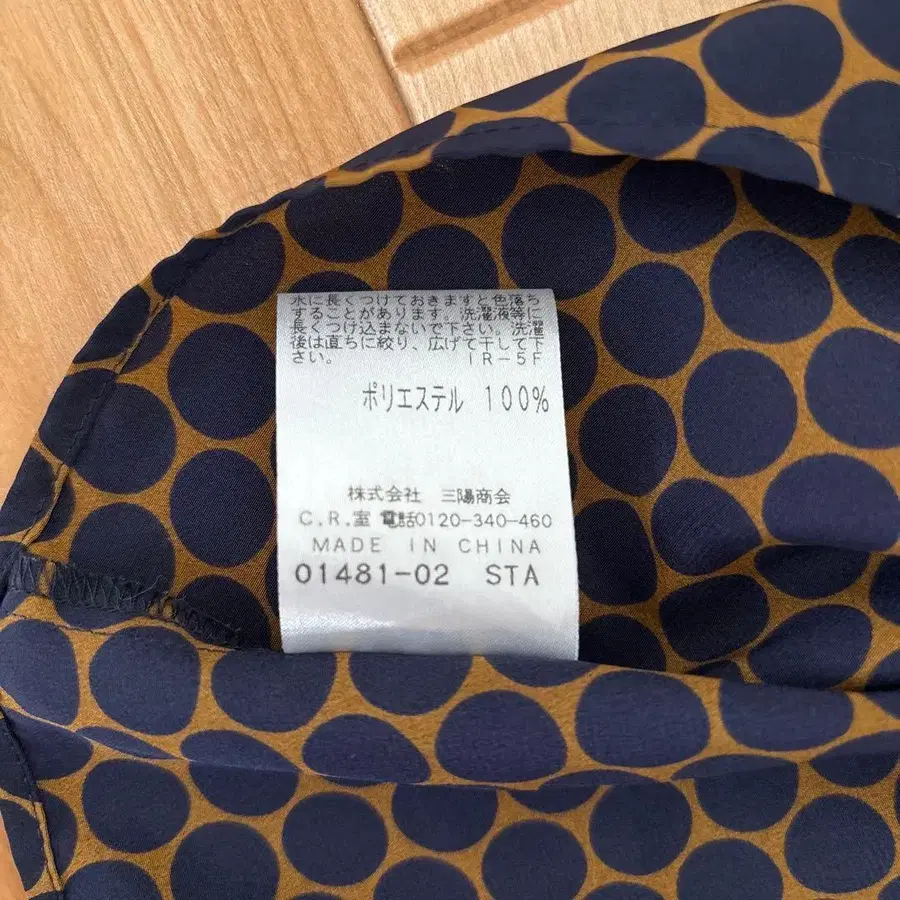 水に長くつけておきますと色落ち
することがあります。洗濯液等に
長くつけ込まないで下さい。洗濯
後は直ちに絞り、広げて干して下
さい。 IR-5F
ポリエステル 100%
株式会社 三陽商会
C.R.室 電話0120-340-460
MADE IN CHINA
01481-02 STA